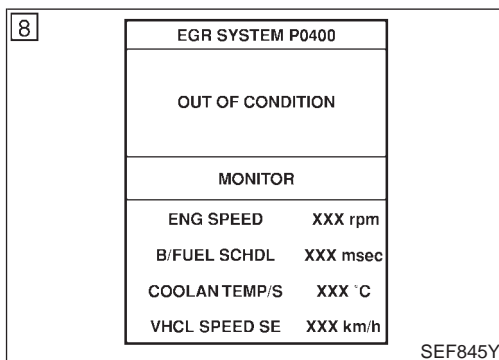 8
EGR SYSTEM P0400
OUT OF CONDITION
MONITOR
ENG SPEED XXX rpm
B/FUEL SCHDL XXX msec
COOLAN TEMP/S XXX °C
VHCL SPEED SE XXX km/h
SEF845Y